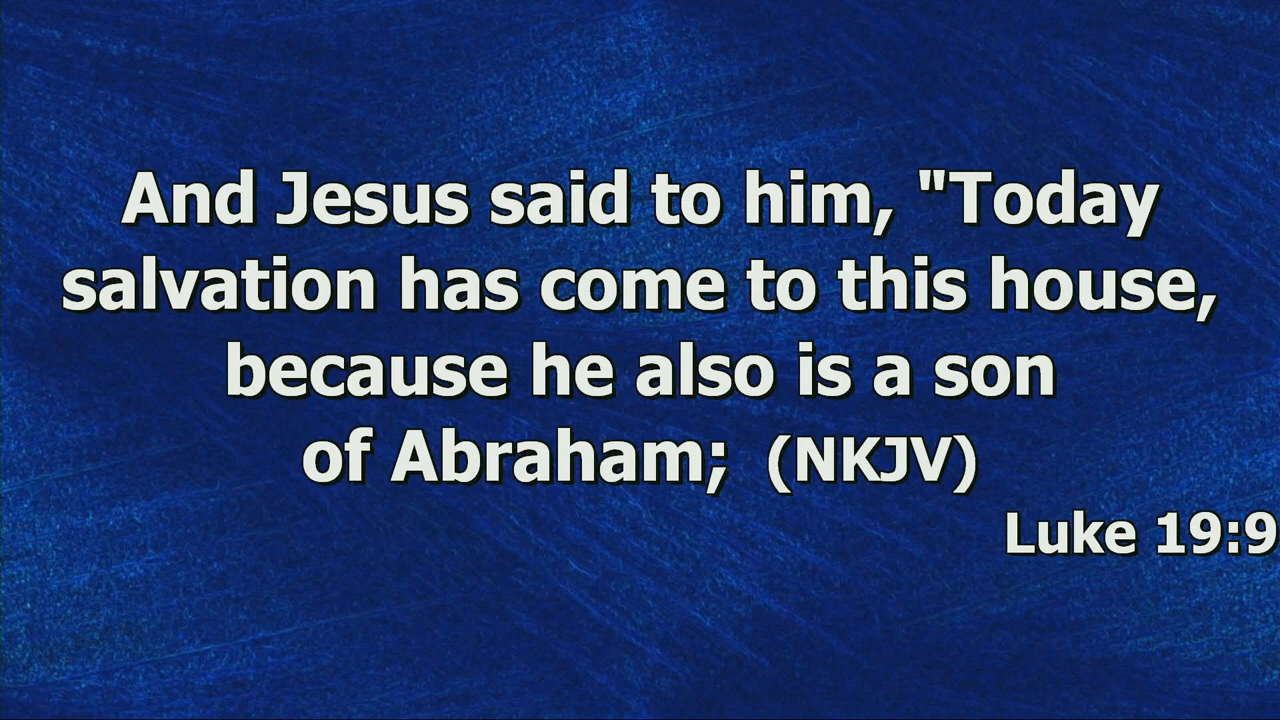 And Jesus said to him, "Today
salvation has come to this house,
because he also is a son
of Abraham; (NKJV)
Luke 19:9